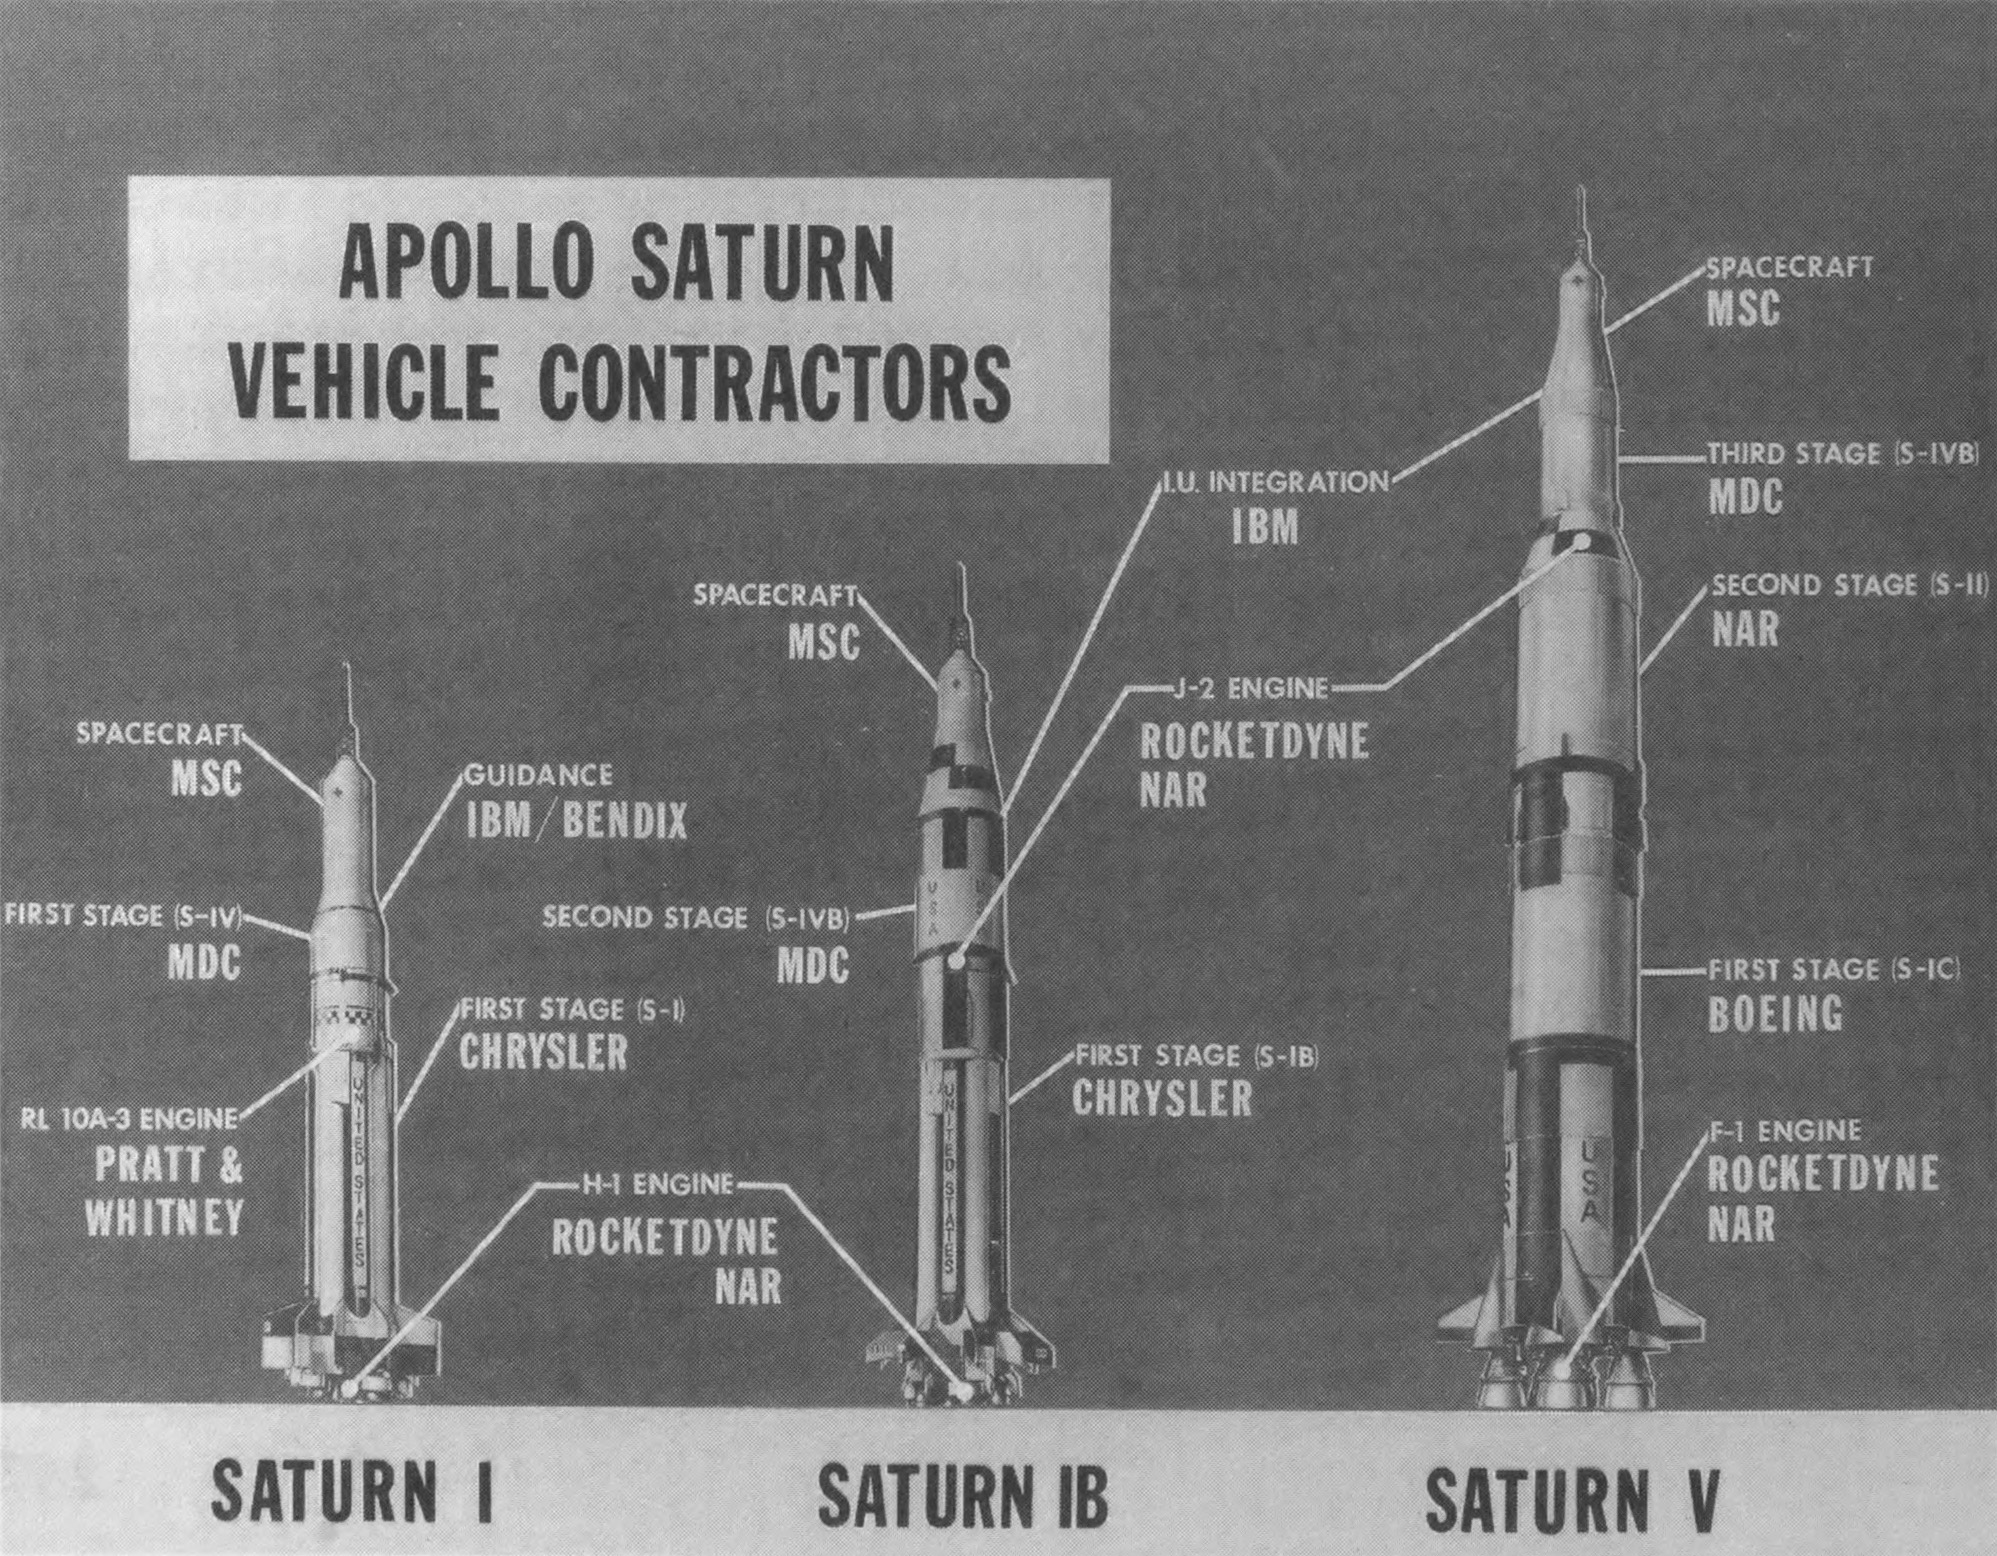 APOLLO SATURN
VEHICLE CONTRACTORS
SPACECRAFT
MSC
GUIDANCE
IBM/BENDIX
FIRST STAGE (S-IV)
MDC
FIRST STAGE (S-I)
CHRYSLER
RL 10A-3 ENGINE
PRATT &
WHITNEY
UNITED STATES
H-1 ENGINE
ROCKETDYNE
NAR
SPACECRAFT
MSC
I.U. INTEGRATION
IBM
J-2 ENGINE
ROCKETDYNE
NAR
SECOND STAGE (S-IVB)
MDC
USA
FIRST STAGE (S-IB)
CHRYSLER
UNITED STATES
SPACECRAFT
MSC
THIRD STAGE (S-IVB)
MDC
SECOND STAGE (S-II)
NAR
FIRST STAGE (S-IC)
BOEING
F-1 ENGINE
ROCKETDYNE
NAR
USA
USA
SATURN I
SATURN IB
SATURN V